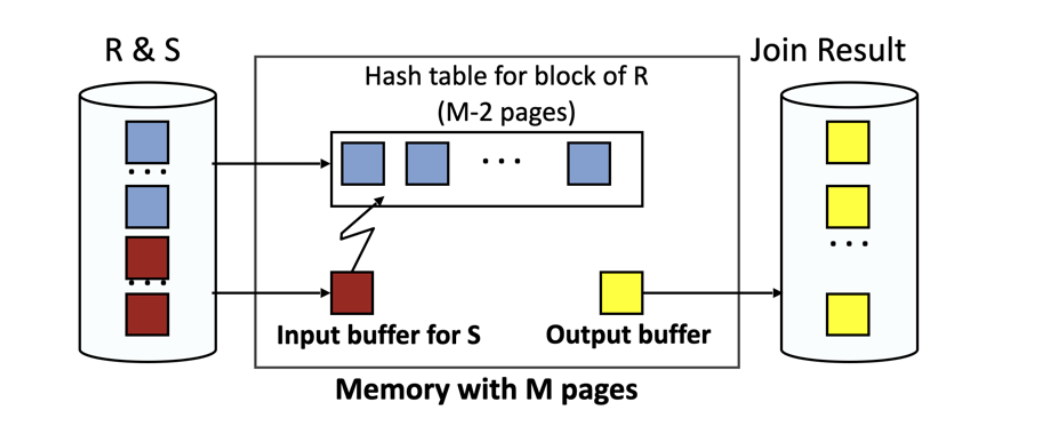 R & S
Join Result
Hash table for block of R
(M-2 pages)
...
...
...
...
Input buffer for S
Output buffer
Memory with M pages